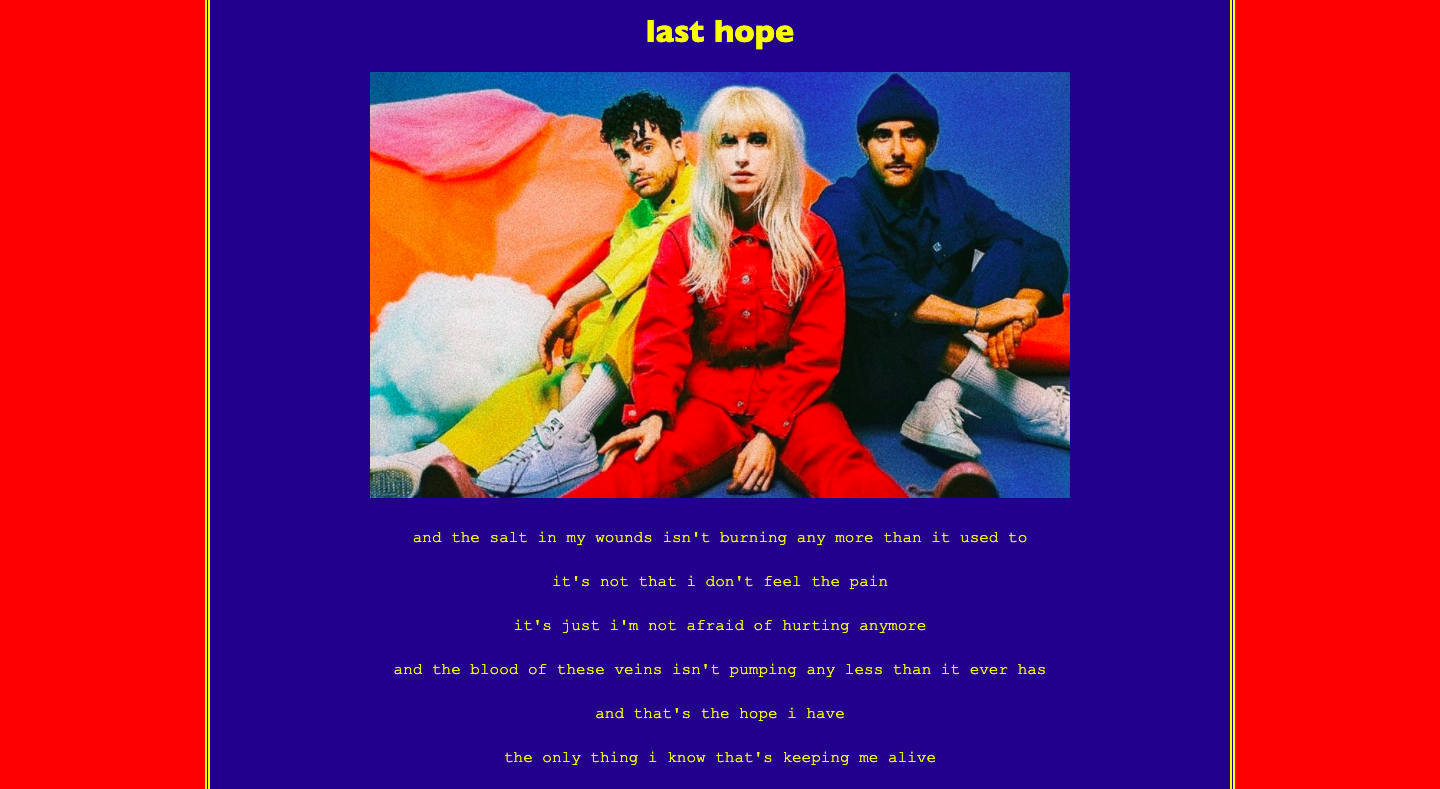 last hope
and the salt in my wounds isn't burning any more than it used to
it's not that i don't feel the pain
it's just i'm not afraid of hurting anymore
and the blood of these veins isn't pumping any less than it ever has
and that's the hope i have
the only thing i know that's keeping me alive